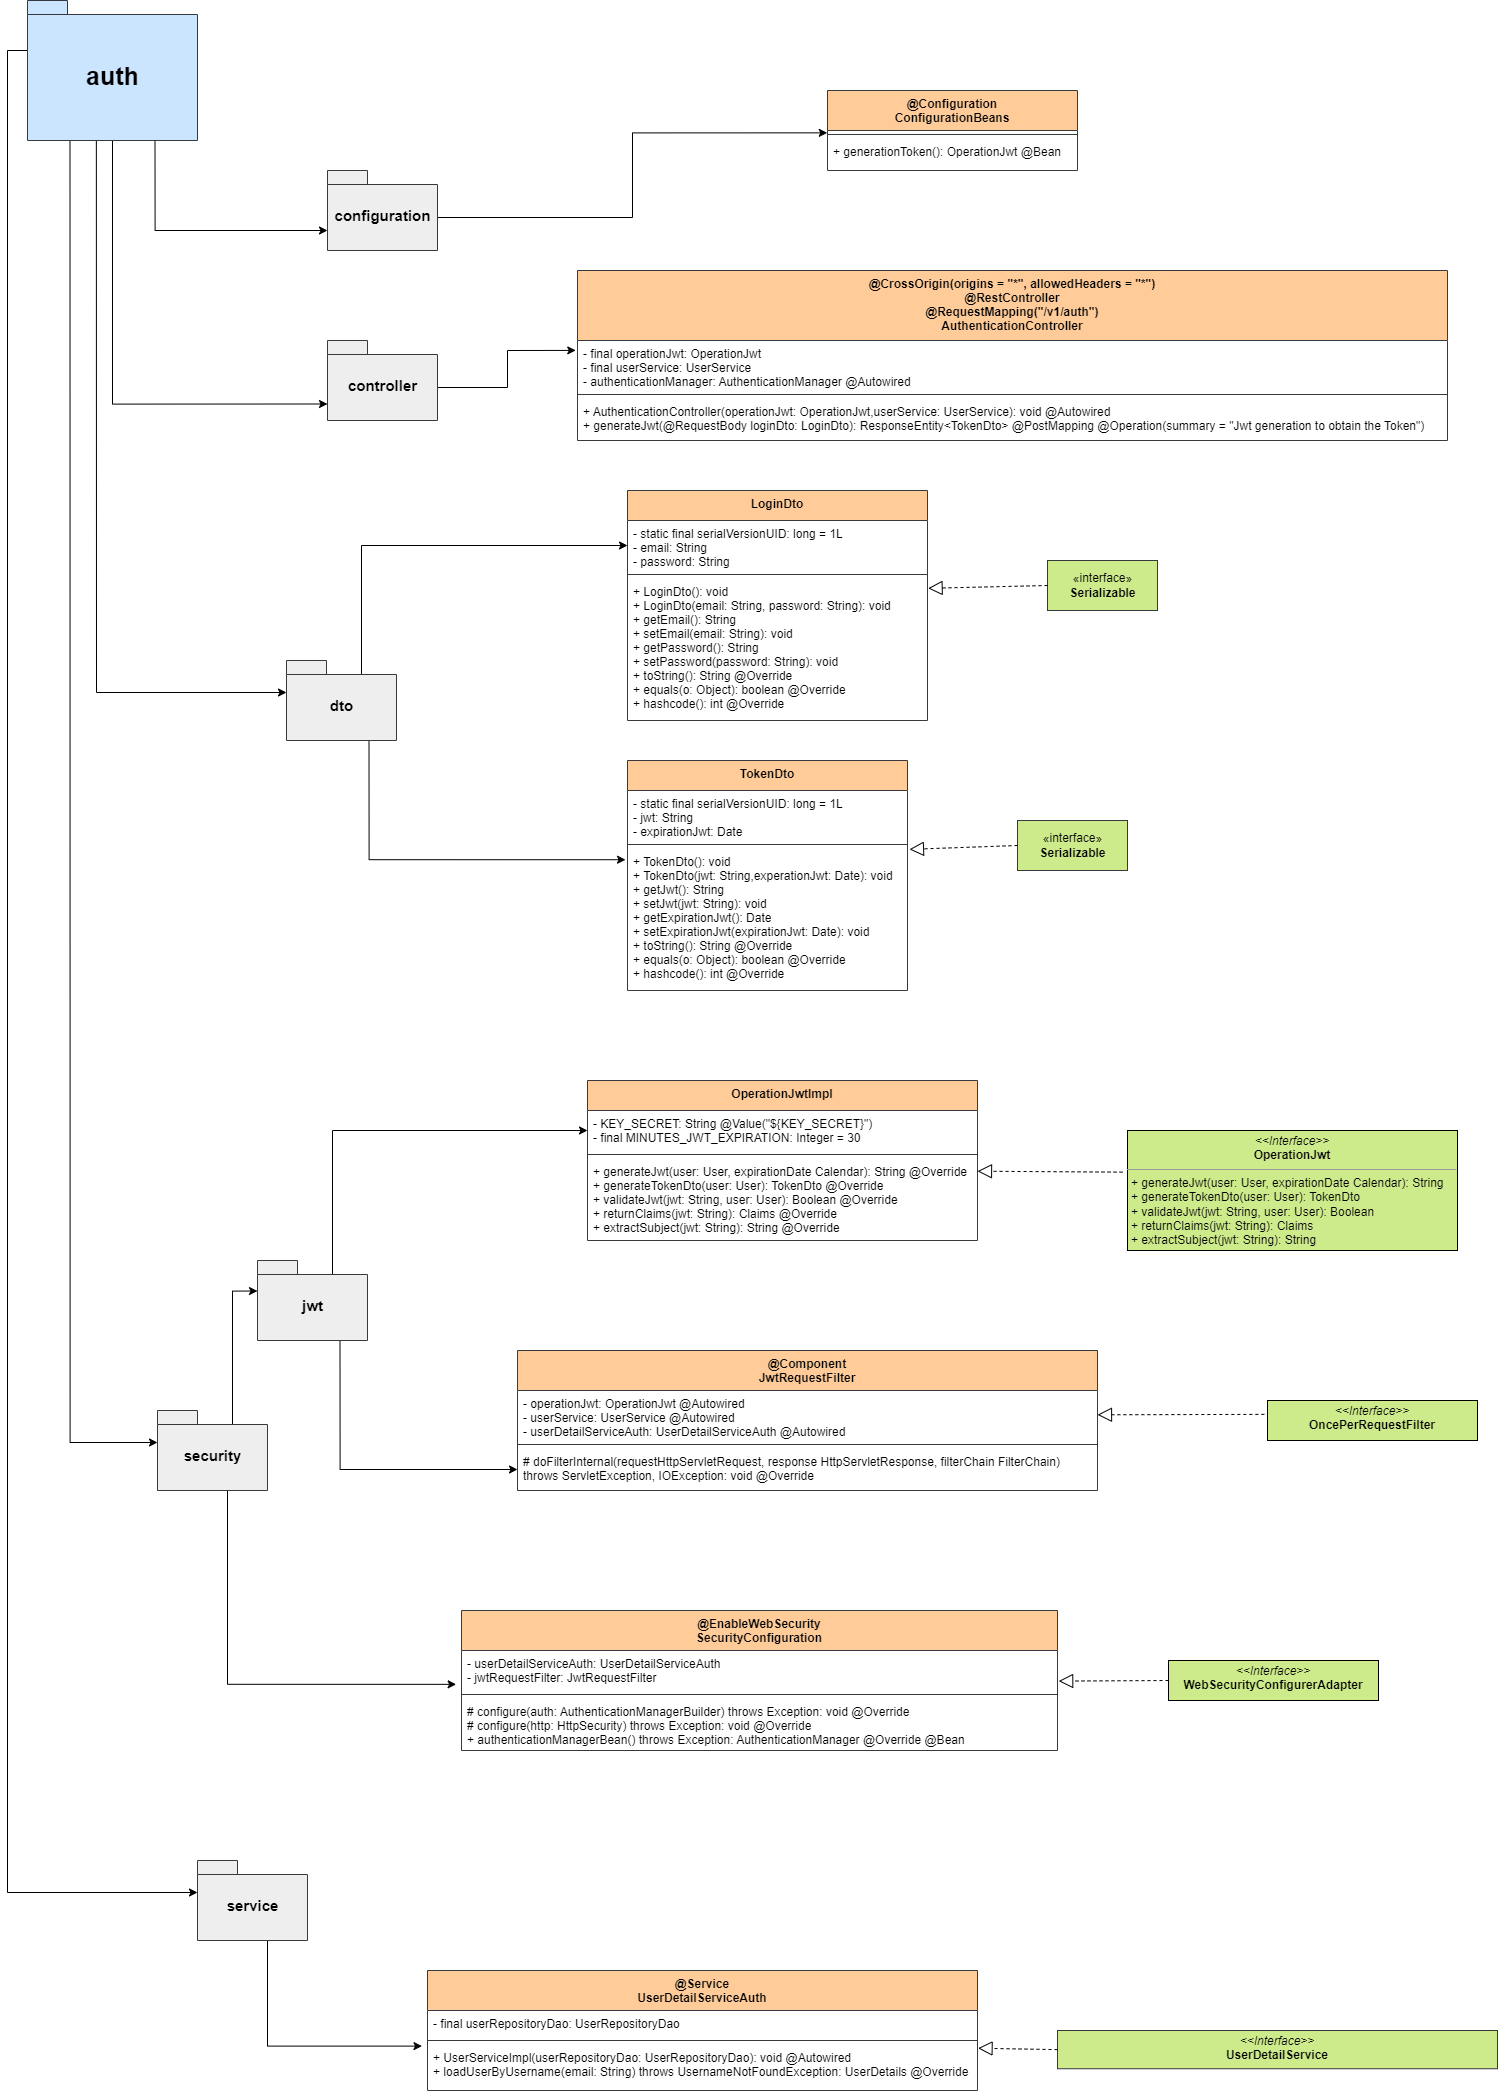 auth
@Configuration
ConfigurationBeans
+ generationToken(): OperationJwt @Bean
configuration
@CrossOrigin(origins = "*", allowedHeaders = "*")
@RestController
@RequestMapping("/v1/auth")
AuthenticationController
- final operationJwt: OperationJwt
- final userService: UserService
- authenticationManager: AuthenticationManager @Autowired
+ AuthenticationController(operationJwt: OperationJwt,userService: UserService): void @Autowired
+ generateJwt(@RequestBody loginDto: LoginDto): ResponseEntity<TokenDto> @PostMapping @Operation(summary = "Jwt generation to obtain the Token")
controller
LoginDto
- static final serialVersionUID: long = 1L
- email: String
- password: String
+ LoginDto(): void
+ LoginDto(email: String, password: String): void
+ getEmail(): String
+ setEmail(email: String): void
+ getPassword(): String
+ setPassword(password: String): void
+ toString(): String @Override
+ equals(o: Object): boolean @Override
+ hashcode(): int @Override
«interface»
Serializable
dto
TokenDto
- static final serialVersionUID: long = 1L
- jwt: String
- expirationJwt: Date
+ TokenDto(): void
+ TokenDto(jwt: String,experationJwt: Date): void
+ getJwt(): String
+ setJwt(jwt: String): void
+ getExpirationJwt(): Date
+ setExpirationJwt(expirationJwt: Date): void
+ toString(): String @Override
+ equals(o: Object): boolean @Override
+ hashcode(): int @Override
«interface»
Serializable
OperationJwtImpl
- KEY_SECRET: String @Value("${KEY_SECRET}")
- final MINUTES_JWT_EXPIRATION: Integer = 30
+ generateJwt(user: User, expirationDate Calendar): String @Override
+ generateTokenDto(user: User): TokenDto @Override
+ validateJwt(jwt: String, user: User): Boolean @Override
+ returnClaims(jwt: String): Claims @Override
+ extractSubject(jwt: String): String @Override
<<Interface>>
OperationJwt
+ generateJwt(user: User, expirationDate Calendar): String
+ generateTokenDto(user: User): TokenDto
+ validateJwt(jwt: String, user: User): Boolean
+ returnClaims(jwt: String): Claims
+ extractSubject(jwt: String): String
jwt
@Component
JwtRequestFilter
- operationJwt: OperationJwt @Autowired
- userService: UserService @Autowired
- userDetailServiceAuth: UserDetailServiceAuth @Autowired
# doFilterInternal(requestHttpServletRequest, response HttpServletResponse, filterChain FilterChain)
throws ServletException, IOException: void @Override
<<Interface>>
OncePerRequestFilter
security
@EnableWebSecurity
SecurityConfiguration
- userDetailServiceAuth: UserDetailServiceAuth
- jwtRequestFilter: JwtRequestFilter
# configure(auth: AuthenticationManagerBuilder) throws Exception: void @Override
# configure(http: HttpSecurity) throws Exception: void @Override
+ authenticationManagerBean() throws Exception: AuthenticationManager @Override @Bean
<<Interface>>
WebSecurityConfigurerAdapter
service
@Service
UserDetailServiceAuth
- final userRepositoryDao: UserRepositoryDao
+ UserServiceImpl(userRepositoryDao: UserRepositoryDao): void @Autowired
+ loadUserByUsername(email: String) throws UsernameNotFoundException: UserDetails @Override
<<Interface>>
UserDetailService